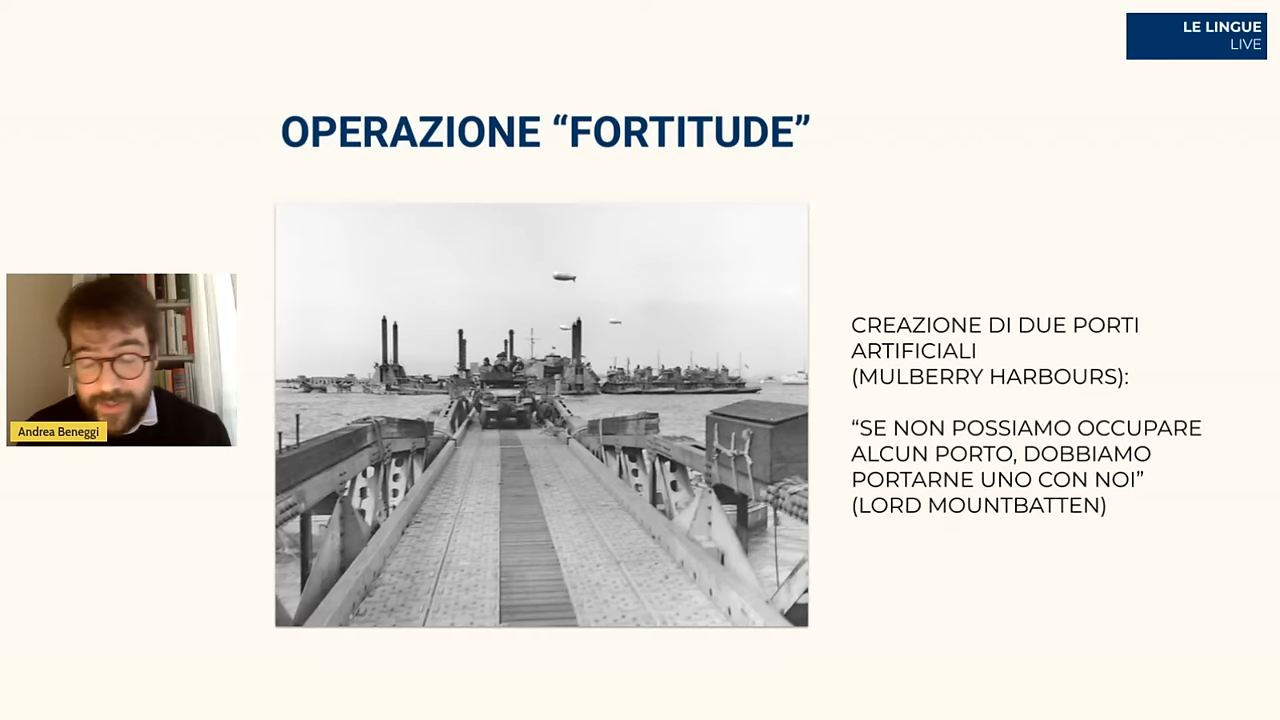 LE LINGUE
LIVE
OPERAZIONE “FORTITUDE”
Andrea Beneggi
CREAZIONE DI DUE PORTI
ARTIFICIALI
(MULBERRY HARBOURS):
“SE NON POSSIAMO OCCUPARE
ALCUN PORTO, DOBBIAMO
PORTARNE UNO CON NOI”
(LORD MOUNTBATTEN)